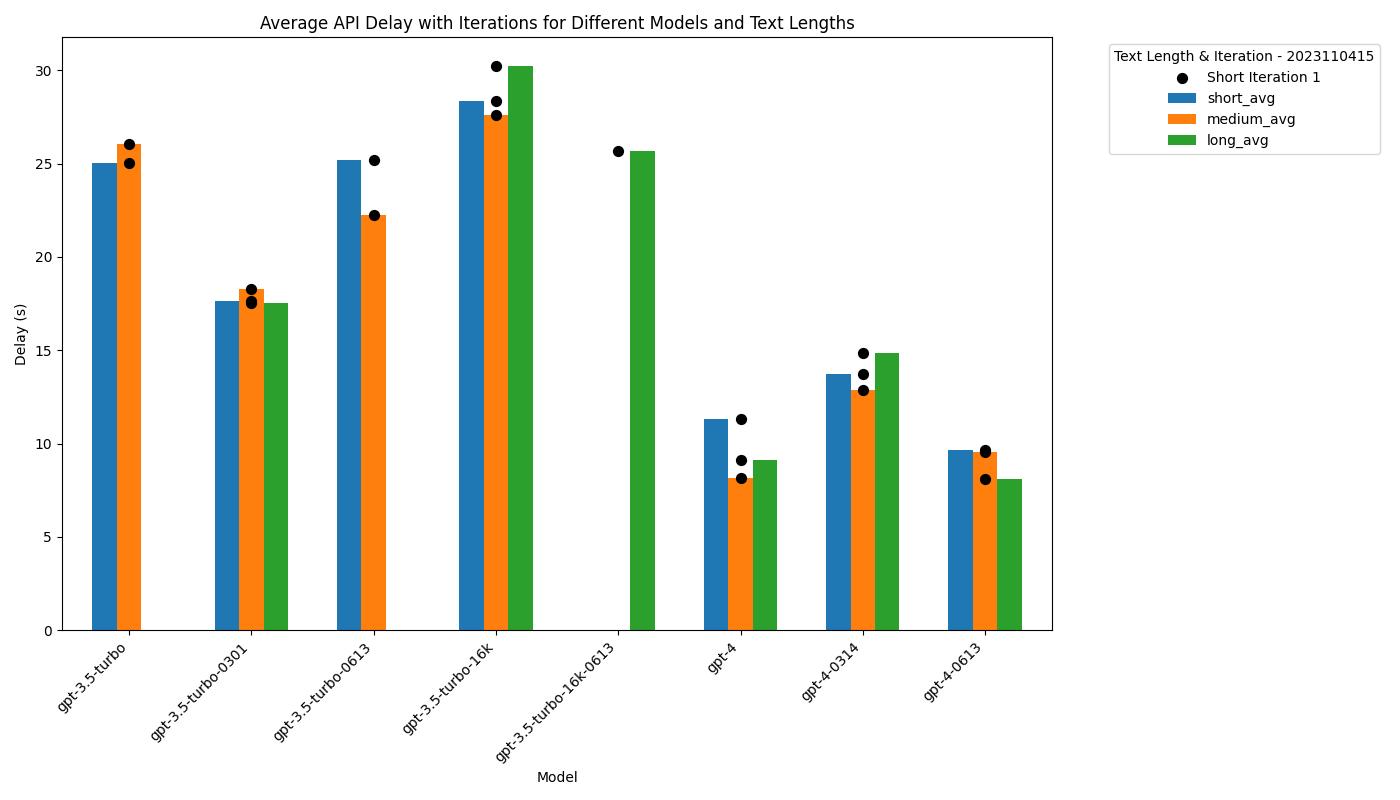 Average API Delay with Iterations for Different Models and Text Lengths
Text Length & Iteration - 2023110415
Short Iteration 1
short_avg
medium_avg
long_avg
Delay (s)
30
25
20
15
10
5
0
gpt-3.5-turbo
gpt-3.5-turbo-0301
gpt-3.5-turbo-0613
gpt-3.5-turbo-16k
gpt-3.5-turbo-16k-0613
gpt-4
gpt-4-0314
gpt-4-0613
Model